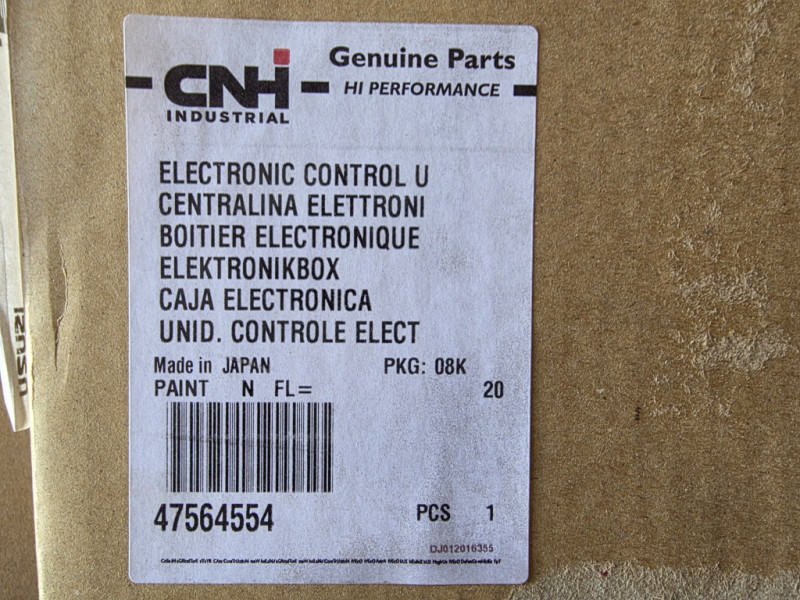 Genuine Parts
CNH
HI PERFORMANCE
INDUSTRIAL
ELECTRONIC CONTROL U
CENTRALINA ELETTRONI
BOITIER ELECTRONIQUE
ELEKTRONIKBOX
CAJA ELECTRONICA
UNID. CONTROLE ELECT
Made in JAPAN PKG: 08K
PAINT N FL= 20
47564554 PCS 1
DJ012016355